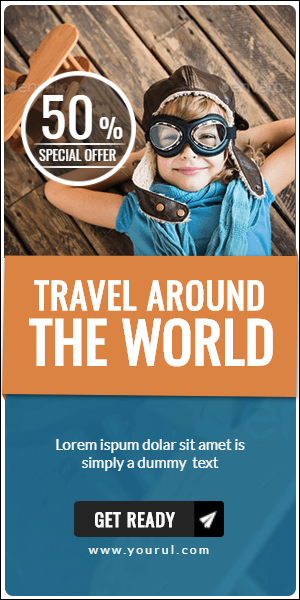 50 %
SPECIAL OFFER
TRAVEL AROUND
THE WORLD
Lorem ispum dolar sit amet is
simply a dummy text
GET READY
www.yourul.com